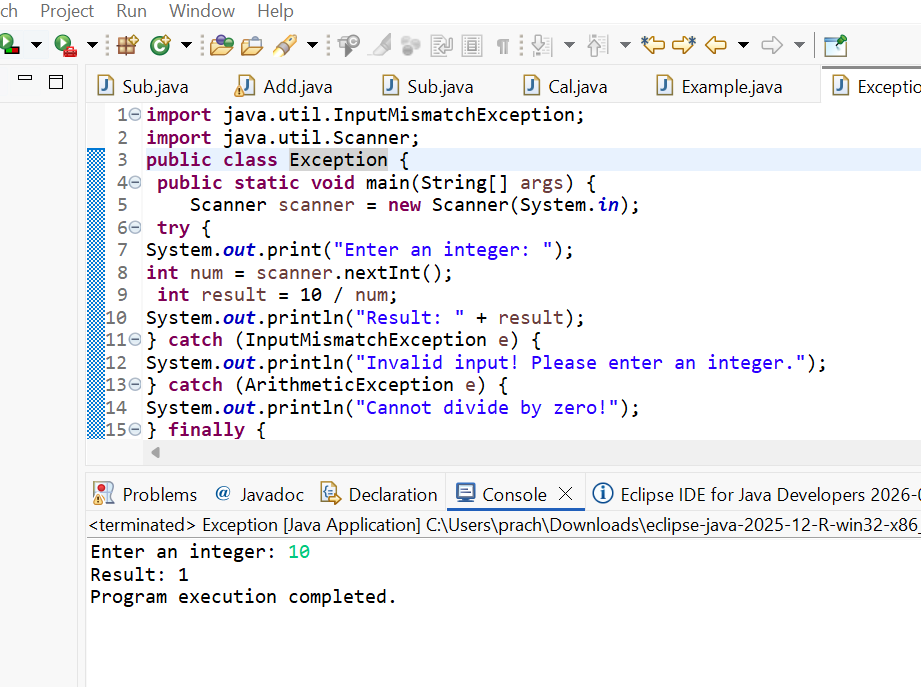 ch Project Run Window Help
Sub.java Add.java Sub.java Cal.java Example.java Exceptio
1 import java.util.InputMismatchException;
2 import java.util.Scanner;
3 public class Exception {
4 public static void main(String[] args) {
5 Scanner scanner = new Scanner(System.in);
6 try {
7 System.out.print("Enter an integer: ");
8 int num = scanner.nextInt();
9 int result = 10 / num;
10 System.out.println("Result: " + result);
11 } catch (InputMismatchException e) {
12 System.out.println("Invalid input! Please enter an integer.");
13 } catch (ArithmeticException e) {
14 System.out.println("Cannot divide by zero!");
15 } finally {
Problems @ Javadoc Declaration Console Eclipse IDE for Java Developers 2026-0
<terminated> Exception [Java Application] C:\Users\prach\Downloads\eclipse-java-2025-12-R-win32-x86_
Enter an integer: 10
Result: 1
Program execution completed.